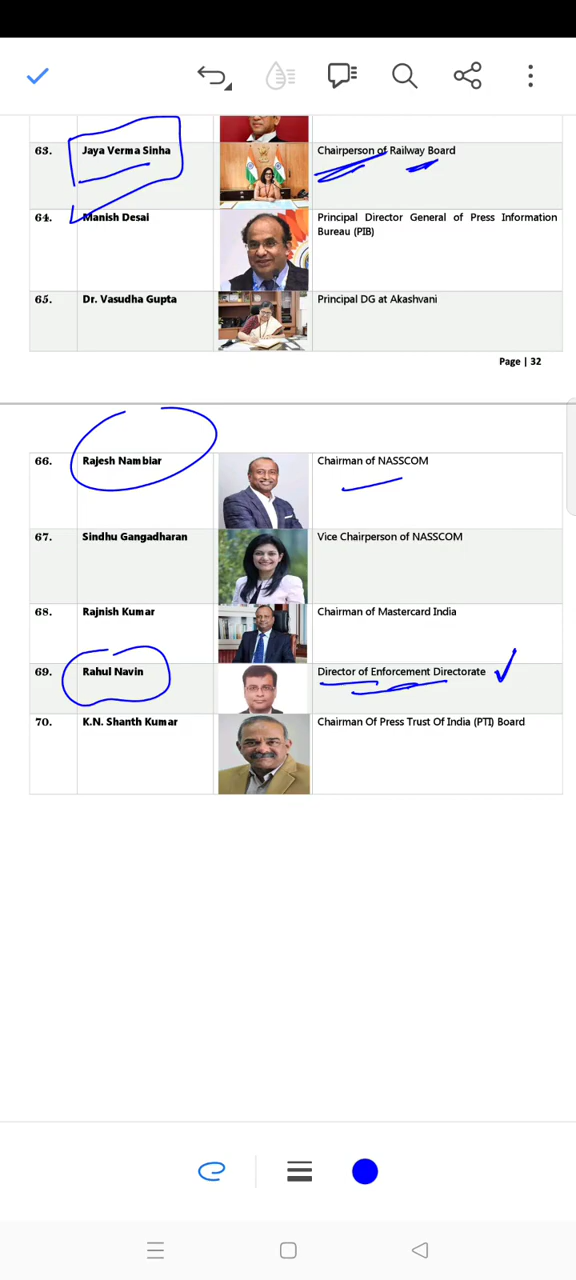 63. Jaya Verma Sinha Chairperson of Railway Board
64. Manish Desai Principal Director General of Press Information
Bureau (PIB)
65. Dr. Vasudha Gupta Principal DG at Akashvani
Page | 32
66. Rajesh Nambiar Chairman of NASSCOM
67. Sindhu Gangadharan Vice Chairperson of NASSCOM
68. Rajnish Kumar Chairman of Mastercard India
69. Rahul Navin Director of Enforcement Directorate
70. K.N. Shanth Kumar Chairman Of Press Trust Of India (PTI) Board